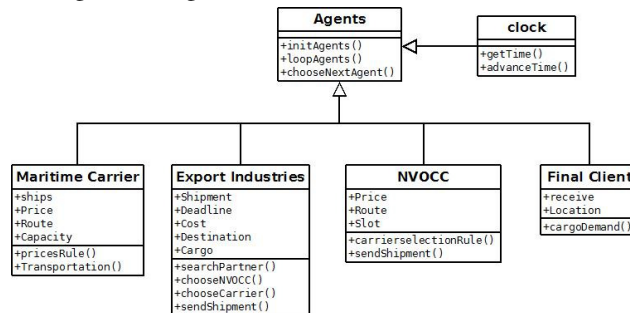 Agents
+initAgents()
+loopAgents()
+chooseNextAgent()
clock
+getTime()
+advanceTime()
Maritime Carrier
+ships
+Price
+Route
+Capacity
+pricesRule()
+Transportation()
Export Industries
+Shipment
+Deadline
+Cost
+Destination
+Cargo
+searchPartner()
+chooseNVOCC()
+chooseCarrier()
+sendShipment()
NVOCC
+Price
+Route
+Slot
+carrierselectionRule()
+sendShipment()
Final Client
+receive
+Location
+cargoDemand()